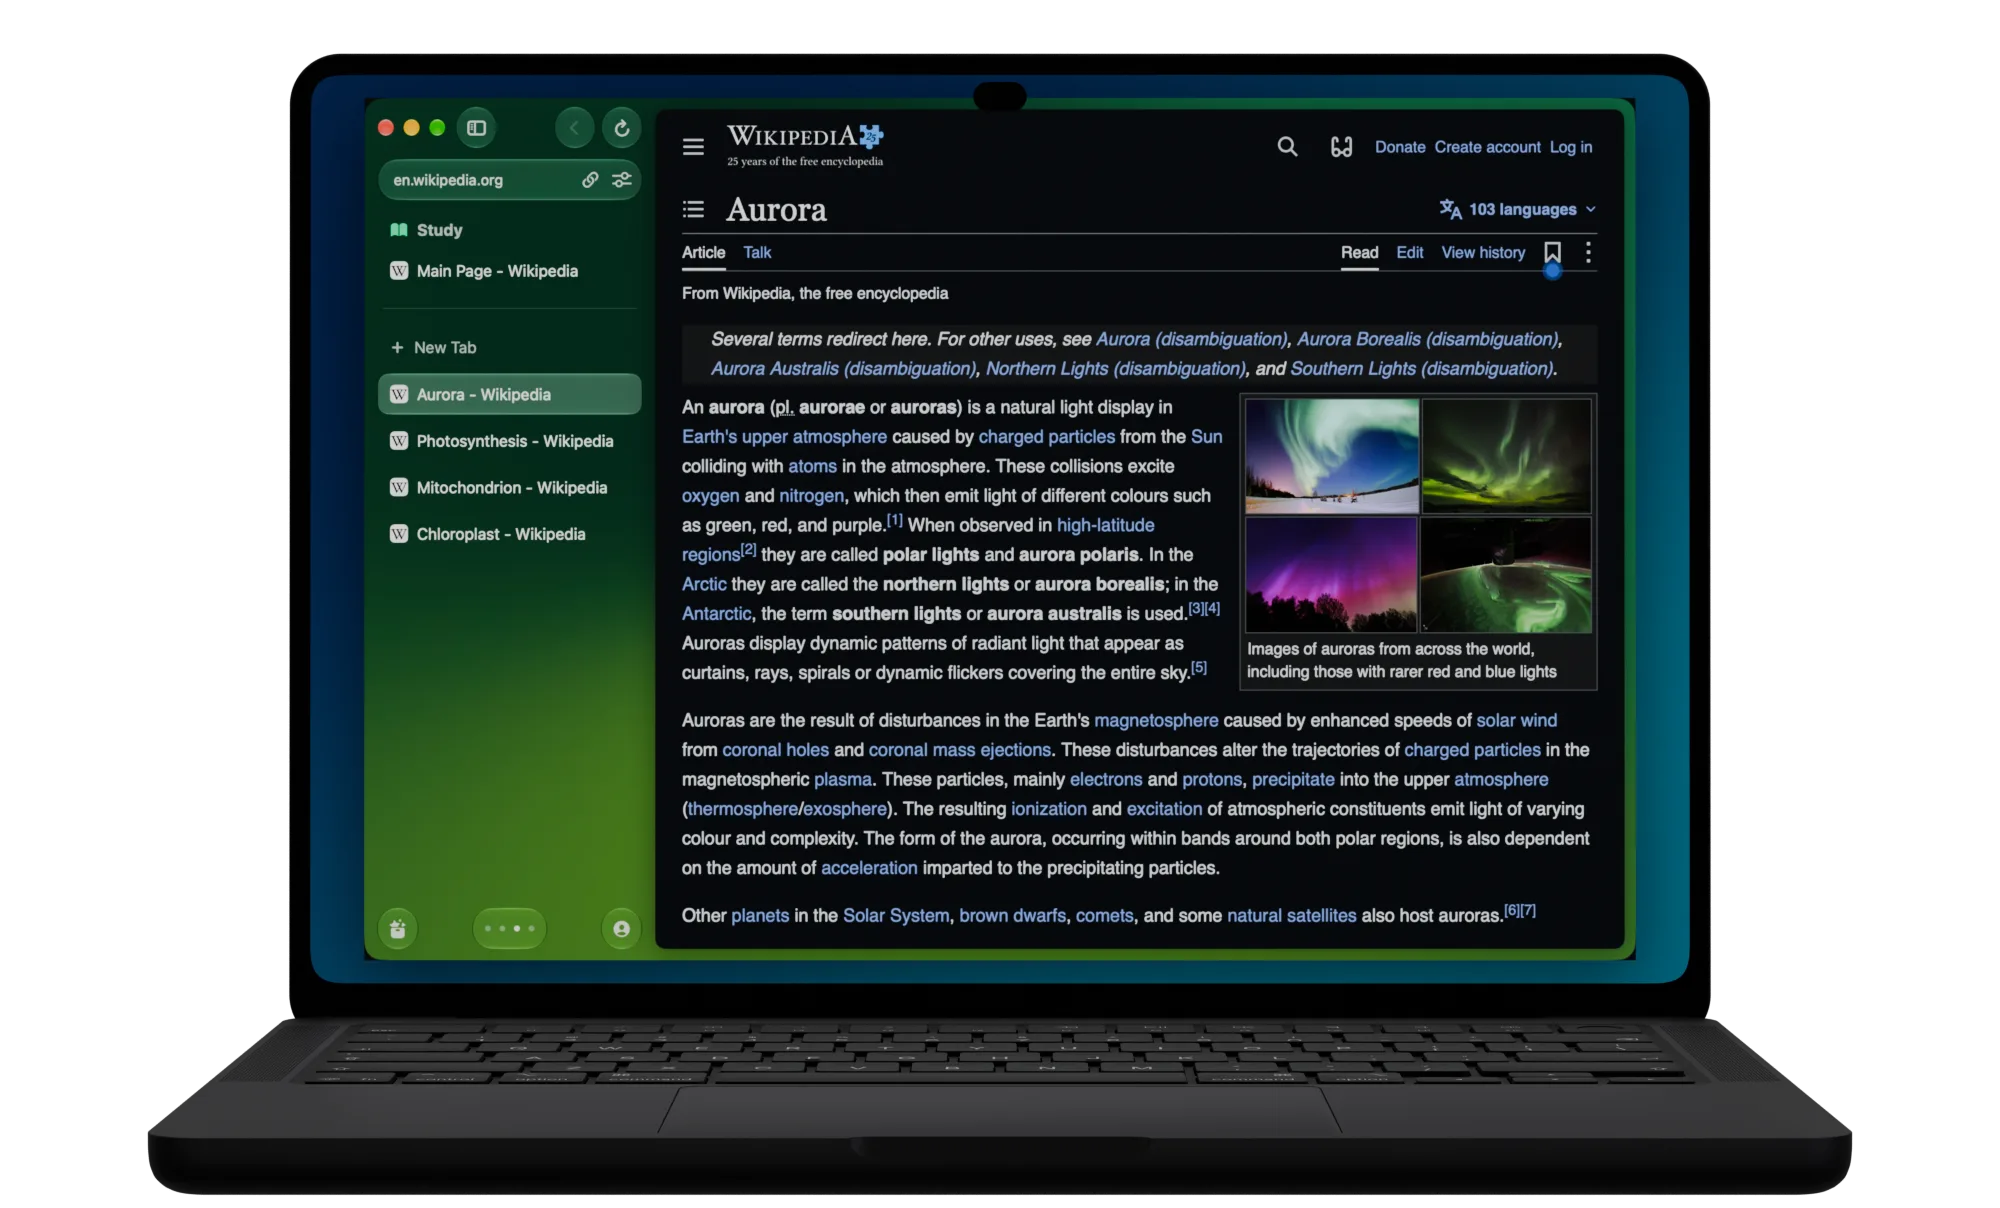 en.wikipedia.org
Study
Main Page - Wikipedia
+ New Tab
Aurora - Wikipedia
Photosynthesis - Wikipedia
Mitochondrion - Wikipedia
Chloroplast - Wikipedia
WIKIPEDIA 25
25 years of the free encyclopedia
Donate Create account Log in
Aurora
103 languages
Article Talk
Read Edit View history
From Wikipedia, the free encyclopedia
Several terms redirect here. For other uses, see Aurora (disambiguation), Aurora Borealis (disambiguation),
Aurora Australis (disambiguation), Northern Lights (disambiguation), and Southern Lights (disambiguation).
An aurora (pl. aurorae or auroras) is a natural light display in
Earth's upper atmosphere caused by charged particles from the Sun
colliding with atoms in the atmosphere. These collisions excite
oxygen and nitrogen, which then emit light of different colours such
as green, red, and purple.[1] When observed in high-latitude
regions[2] they are called polar lights and aurora polaris. In the
Arctic they are called the northern lights or aurora borealis; in the
Antarctic, the term southern lights or aurora australis is used.[3][4]
Auroras display dynamic patterns of radiant light that appear as
curtains, rays, spirals or dynamic flickers covering the entire sky.[5]
Images of auroras from across the world,
including those with rarer red and blue lights
Auroras are the result of disturbances in the Earth's magnetosphere caused by enhanced speeds of solar wind
from coronal holes and coronal mass ejections. These disturbances alter the trajectories of charged particles in the
magnetospheric plasma. These particles, mainly electrons and protons, precipitate into the upper atmosphere
(thermosphere/exosphere). The resulting ionization and excitation of atmospheric constituents emit light of varying
colour and complexity. The form of the aurora, occurring within bands around both polar regions, is also dependent
on the amount of acceleration imparted to the precipitating particles.
Other planets in the Solar System, brown dwarfs, comets, and some natural satellites also host auroras.[6][7]
control option command command option